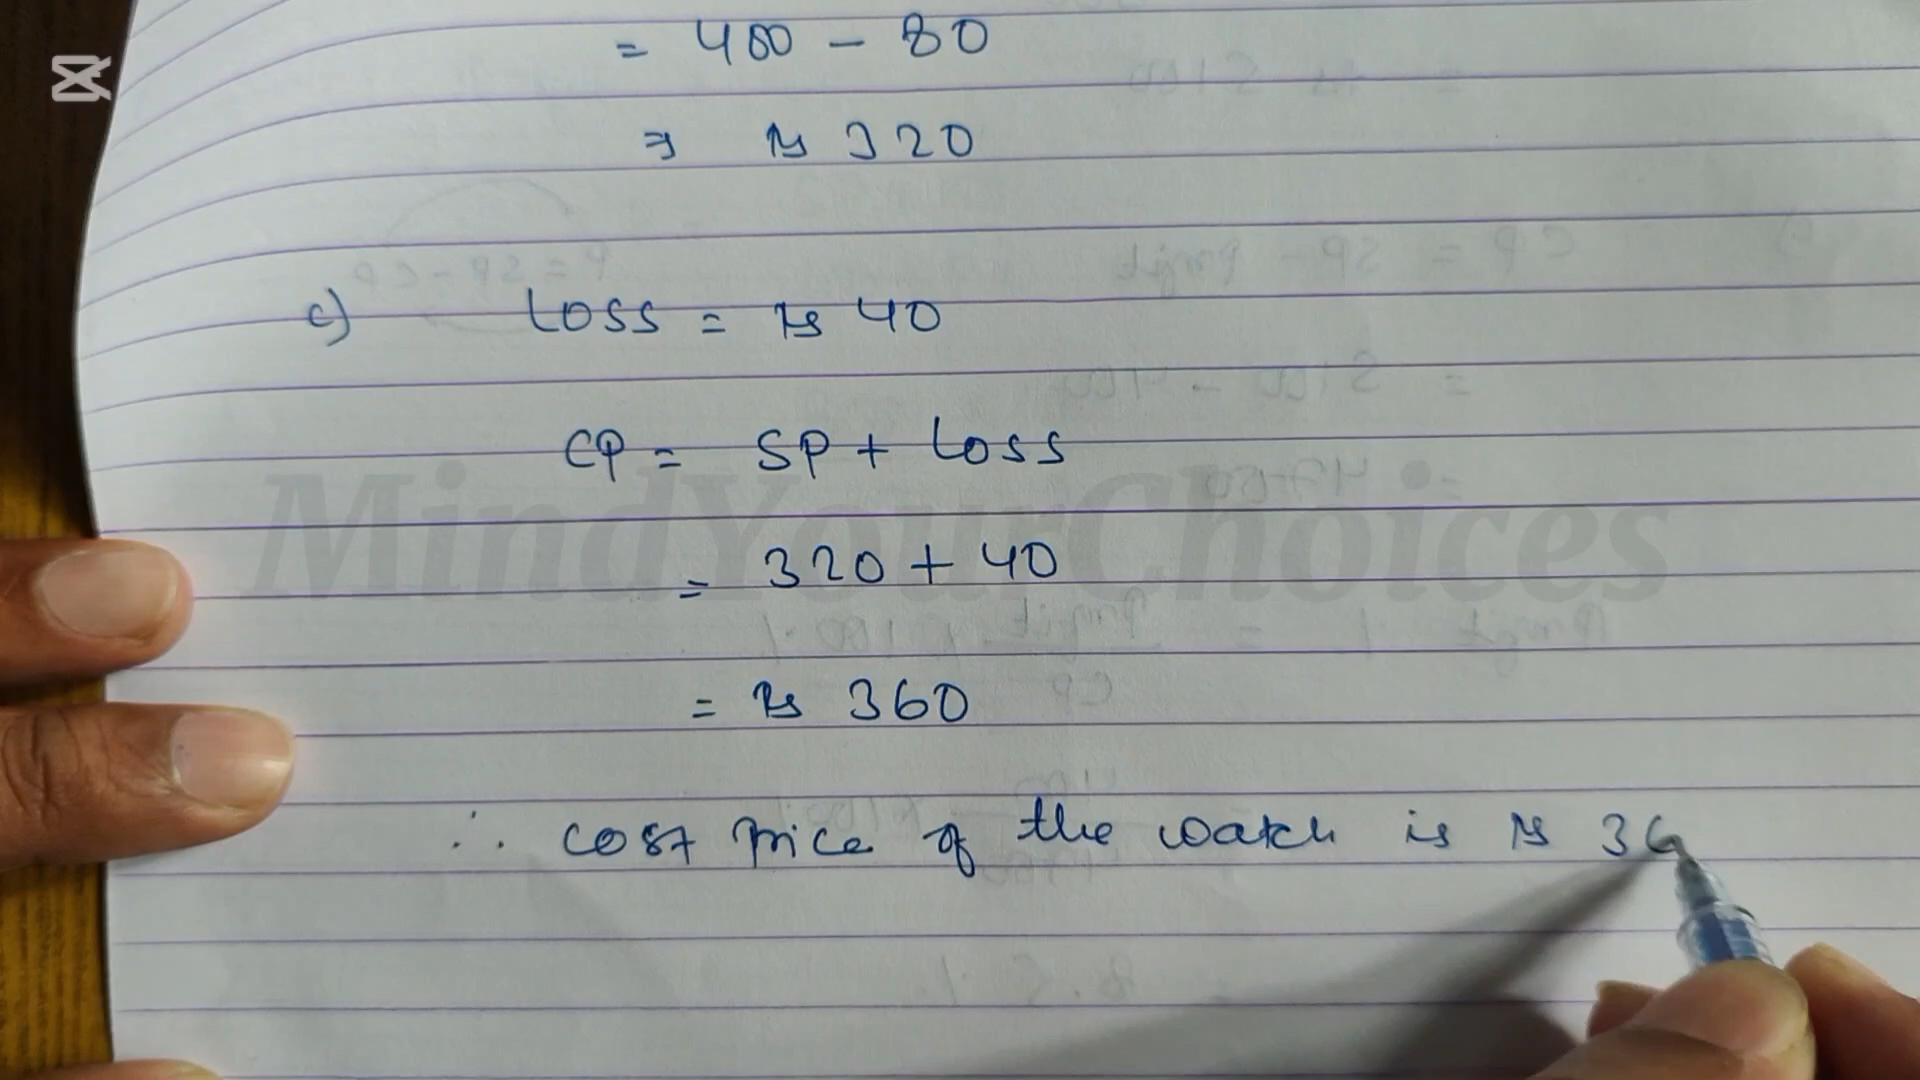 = 400 - 80
= Rs 320
c) Loss = Rs 40
CP = SP + Loss
MindYourChoices
= 320 + 40
= Rs 360
∴ cost price of the watch is Rs 36